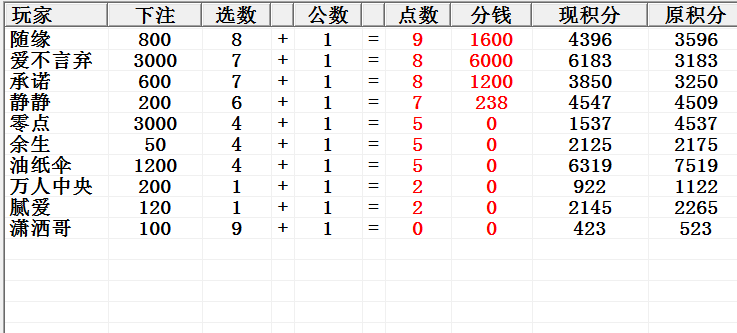 玩家 下注 选数 公数 点数 分钱 现积分 原积分
随缘 800 8 + 1 = 9 1600 4396 3596
爱不言弃 3000 7 + 1 = 8 6000 6183 3183
承诺 600 7 + 1 = 8 1200 3850 3250
静静 200 6 + 1 = 7 238 4547 4509
零点 3000 4 + 1 = 5 0 1537 4537
余生 50 4 + 1 = 5 0 2125 2175
油纸伞 1200 4 + 1 = 5 0 6319 7519
万人中央 200 1 + 1 = 2 0 922 1122
腻爱 120 1 + 1 = 2 0 2145 2265
潇洒哥 100 9 + 1 = 0 0 423 523